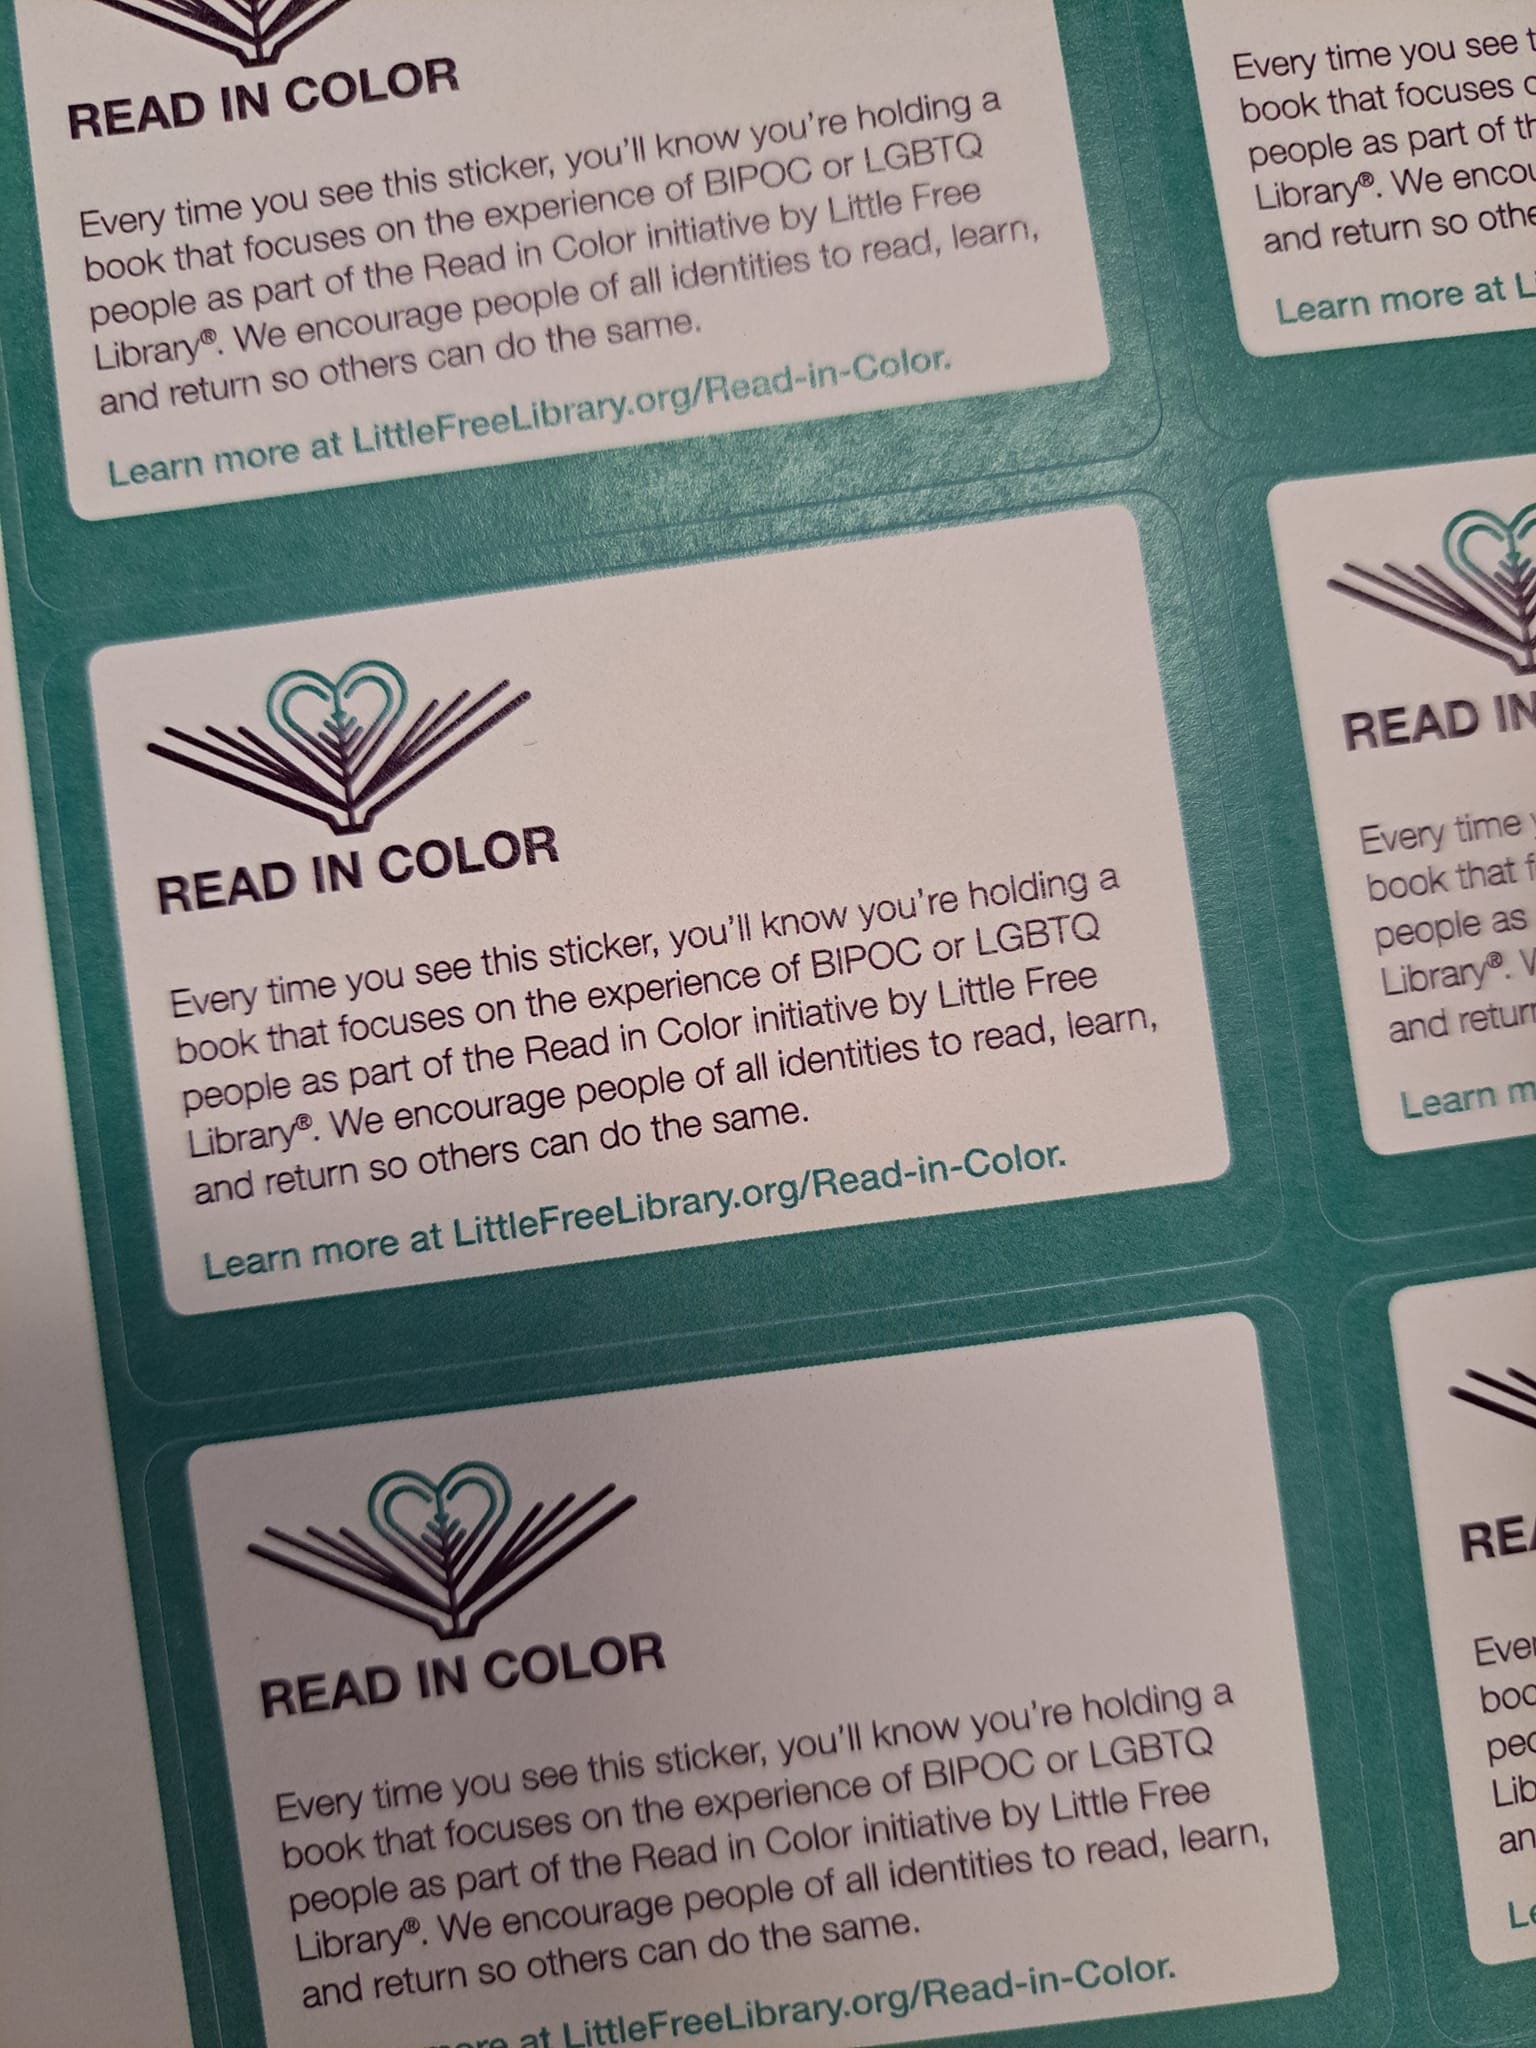 READ IN COLOR
Every time you see this sticker, you'll know you're holding a
book that focuses on the experience of BIPOC or LGBTQ
people as part of the Read in Color initiative by Little Free
Library®. We encourage people of all identities to read, learn,
and return so others can do the same.
Learn more at LittleFreeLibrary.org/Read-in-Color.
Every time you see
book that focuses
people as part of
Library®. We
and return so
Learn more at
READ IN COLOR
Every time you see this sticker, you'll know you're holding a
book that focuses on the experience of BIPOC or LGBTQ
people as part of the Read in Color initiative by Little Free
Library®. We encourage people of all identities to read, learn,
and return so others can do the same.
Learn more at LittleFreeLibrary.org/Read-in-Color.
READ IN
Every time
book that
people as
Library®.
and return
Learn
READ IN COLOR
Every time you see this sticker, you'll know you're holding a
book that focuses on the experience of BIPOC or LGBTQ
people as part of the Read in Color initiative by Little Free
Library®. We encourage people of all identities to read, learn,
and return so others can do the same.
at LittleFreeLibrary.org/Read-in-Color.